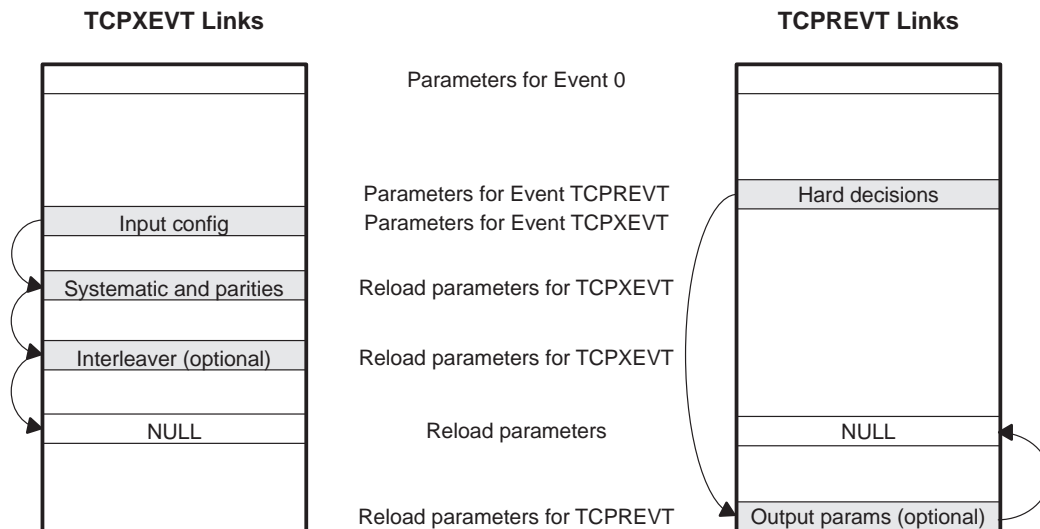 TCPXEVT Links
TCPREVT Links
Parameters for Event 0
Parameters for Event TCPREVT
Hard decisions
Input config
Parameters for Event TCPXEVT
Systematic and parities
Reload parameters for TCPXEVT
Interleaver (optional)
Reload parameters for TCPXEVT
NULL
Reload parameters
NULL
Reload parameters for TCPREVT
Output params (optional)